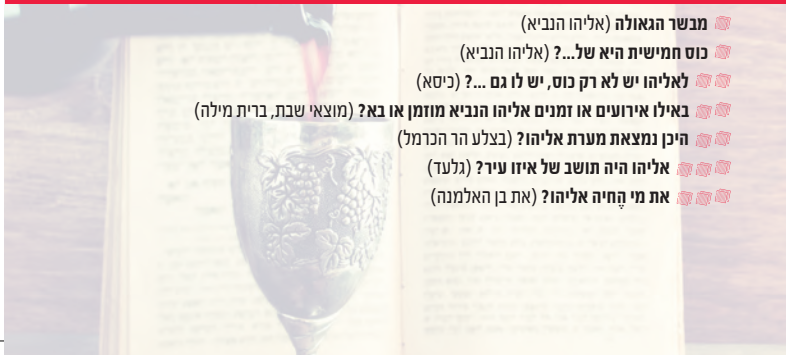 מבשר הגאולה (אליהו הנביא)
כוס חמישית היא של...? (אליהו הנביא)
לאליהו יש לא רק כוס, יש לו גם ...? (כיסא)
באילו אירועים או זמנים אליהו הנביא מוזמן או בא? (מוצאי שבת, ברית מילה)
היכן נמצאת מערת אליהו? (בצלע הר הכרמל)
אליהו היה תושב של איזו עיר? (גלעד)
את מי הֶחיה אליהו? (את בן האלמנה)